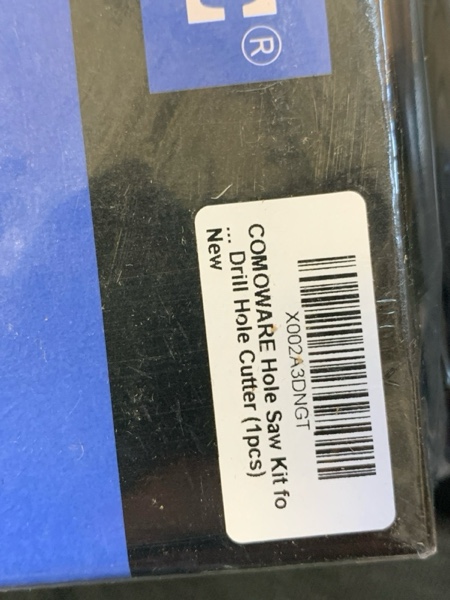 E®
X002A3DNGT
COMOWARE Hole Saw Kit fo
... Drill Hole Cutter (1pcs)
New